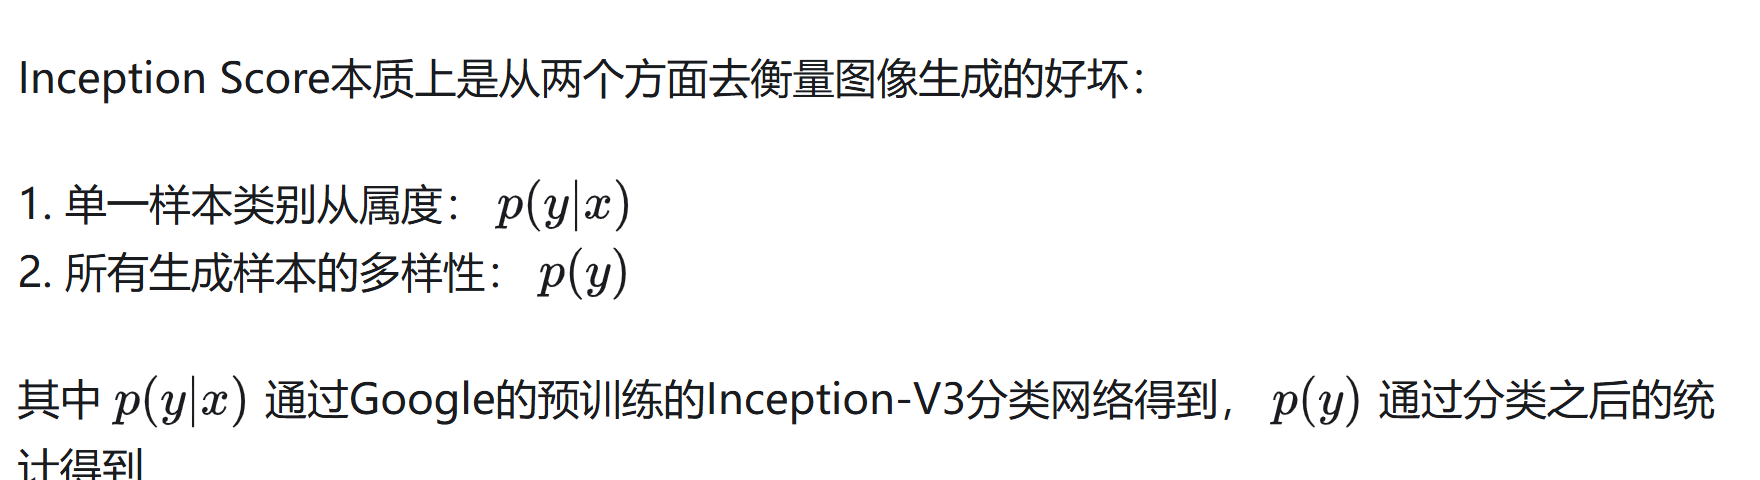 Inception Score本质上是从两个方面去衡量图像生成的好坏：
1. 单一样本类别从属度： p(y|x)
2. 所有生成样本的多样性： p(y)
其中 p(y|x) 通过Google的预训练的Inception-V3分类网络得到， p(y) 通过分类之后的统
计得到